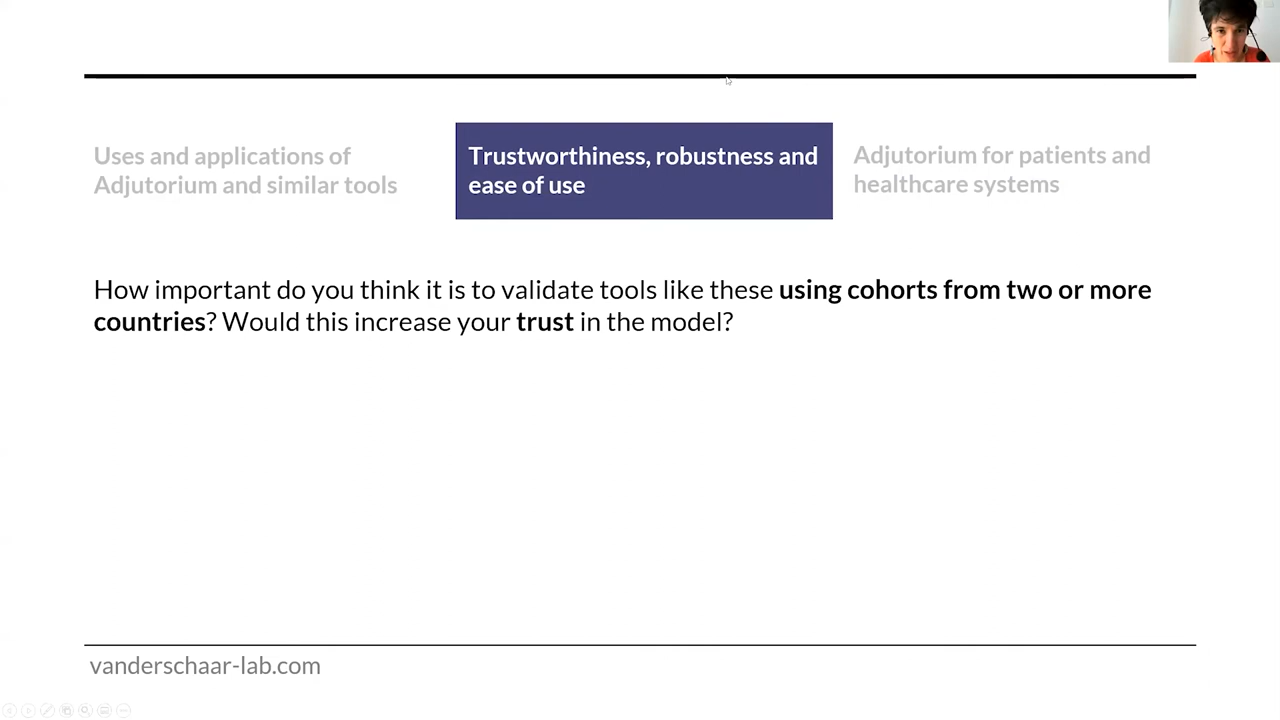 Uses and applications of
Adjutorium and similar tools
Trustworthiness, robustness and
ease of use
Adjutorium for patients and
healthcare systems
How important do you think it is to validate tools like these using cohorts from two or more
countries? Would this increase your trust in the model?
vanderschaar-lab.com